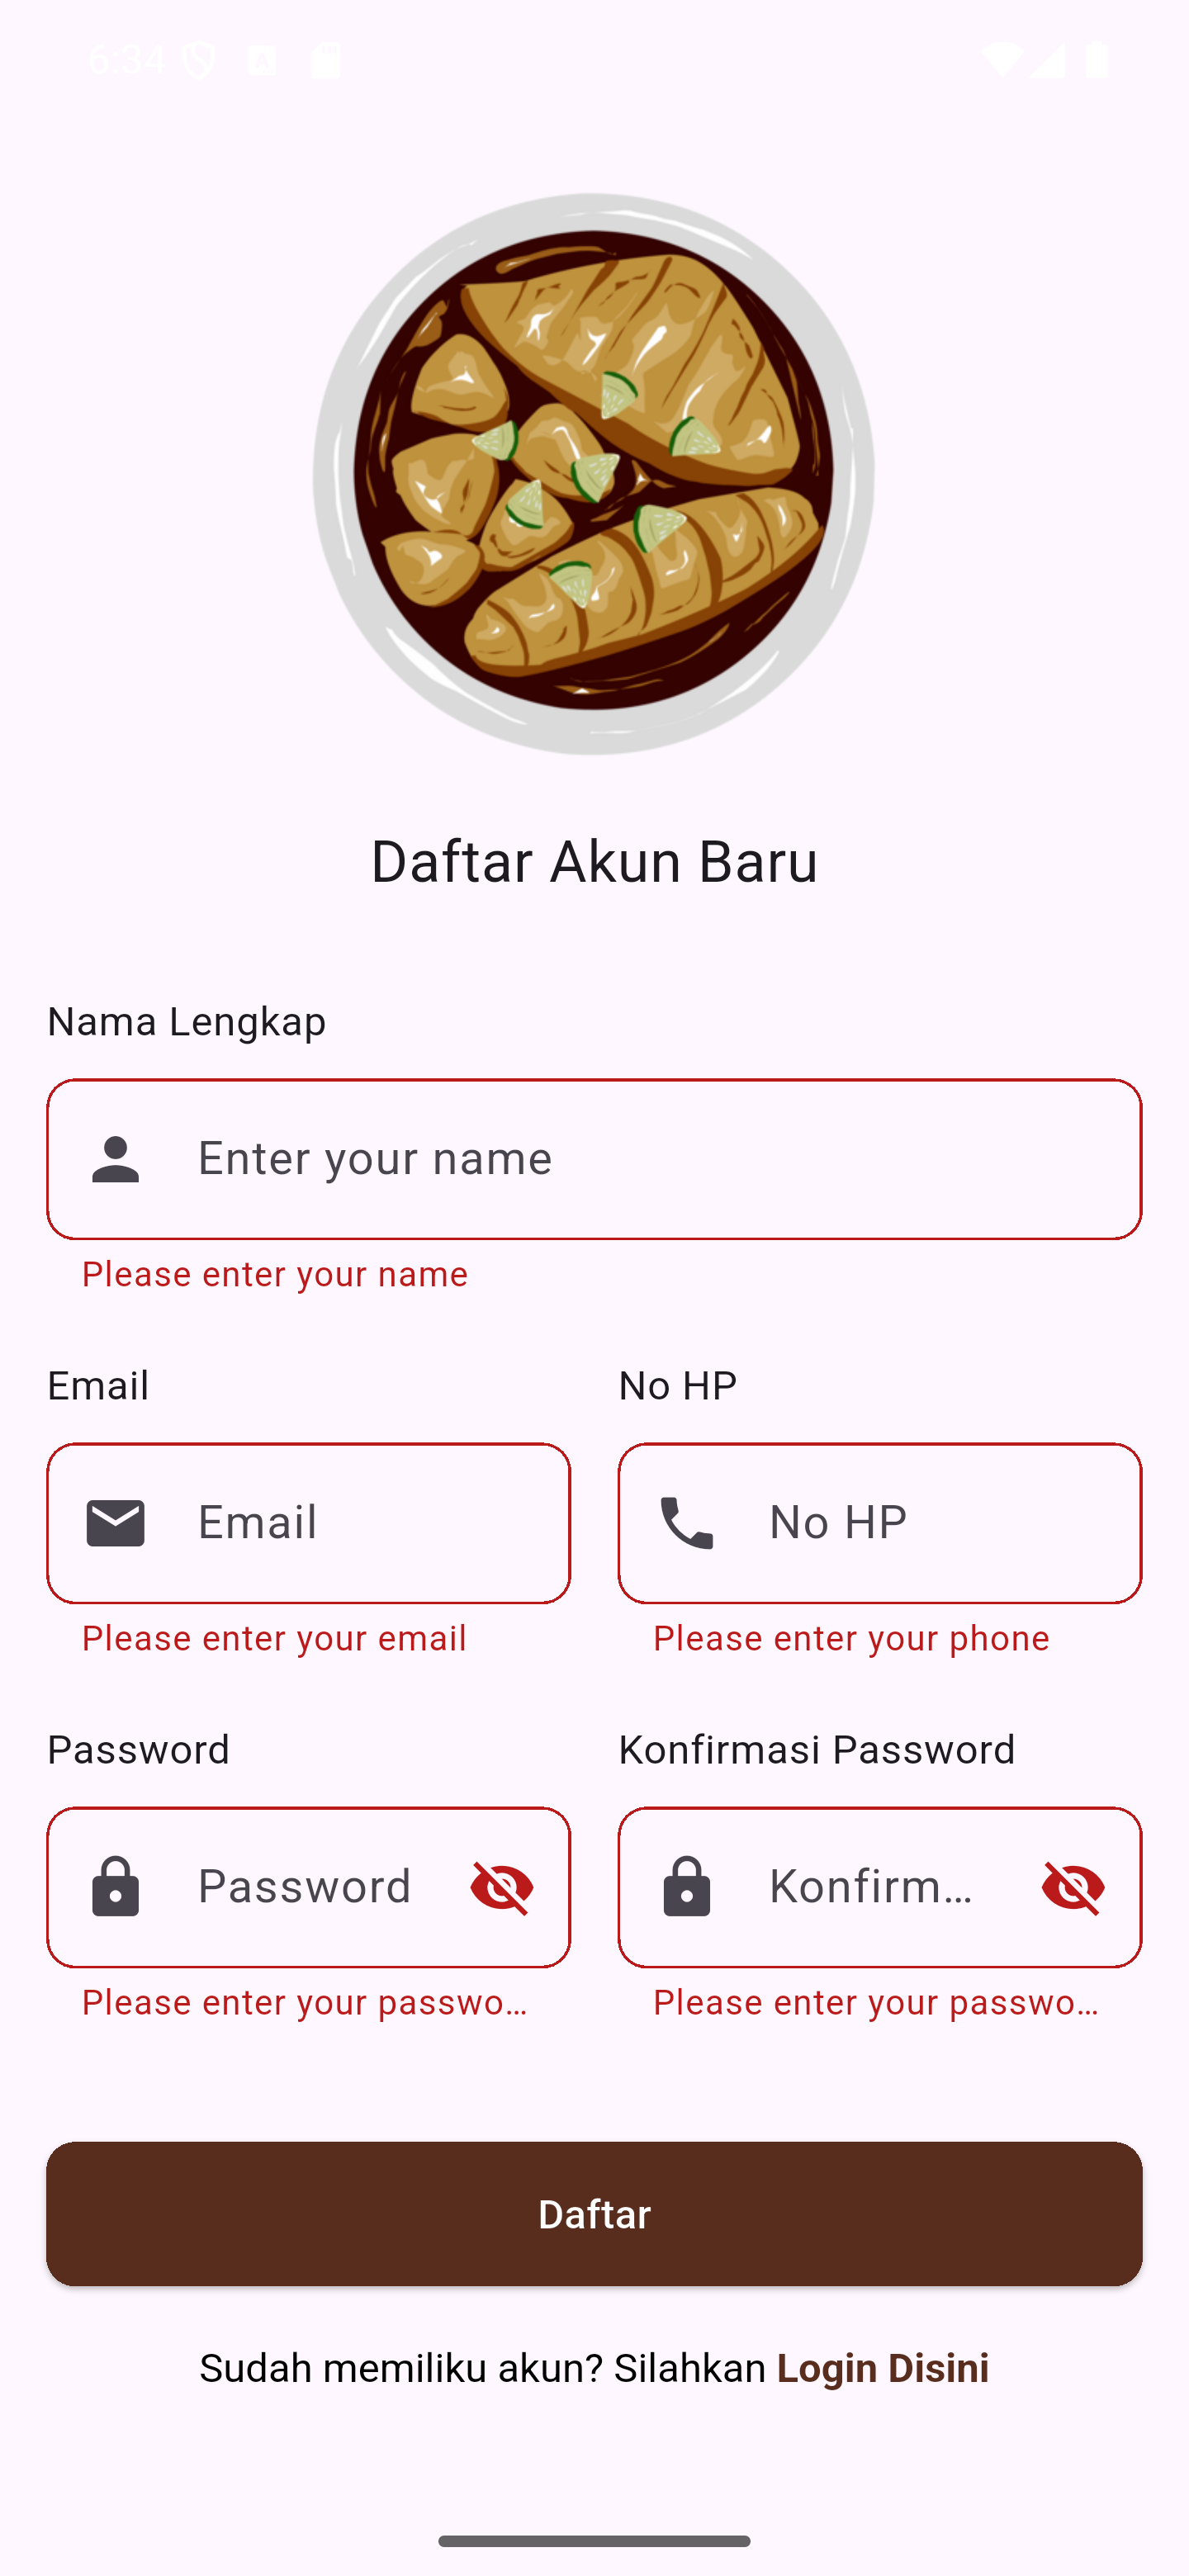 6:34
Daftar Akun Baru
Nama Lengkap
Enter your name
Please enter your name
Email No HP
Email No HP
Please enter your email Please enter your phone
Password Konfirmasi Password
Password Konfirm...
Please enter your passwo... Please enter your passwo...
Daftar
Sudah memiliku akun? Silahkan Login Disini